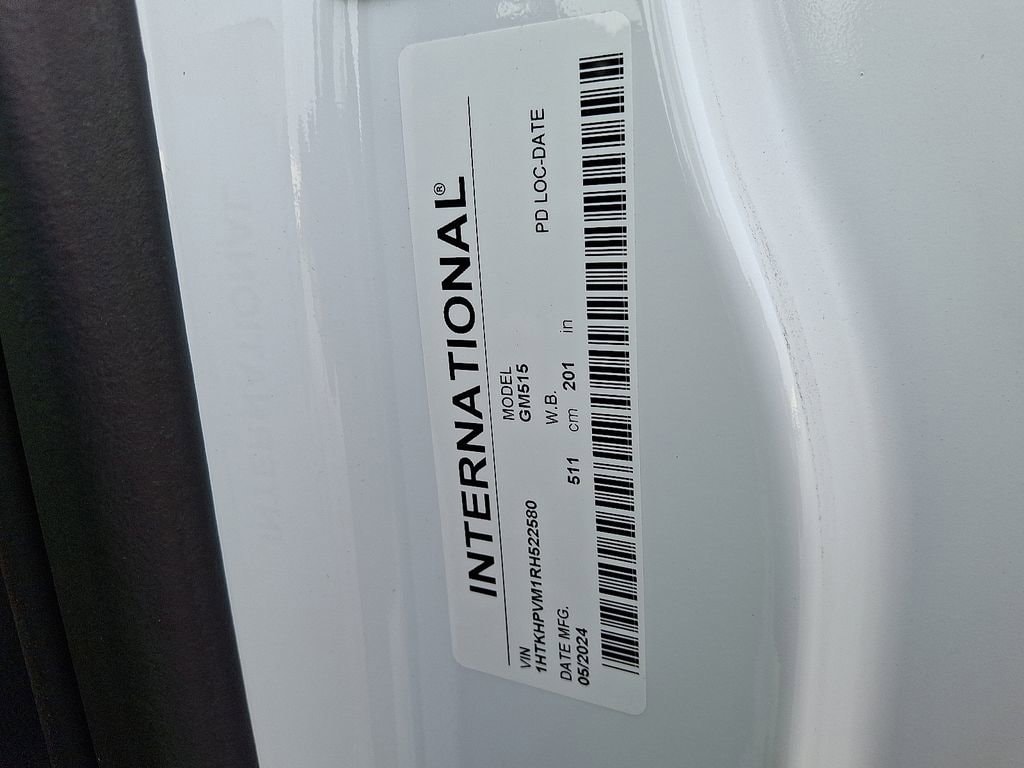 INTERNATIONAL®
VIN
1HTKHPVM1RH522580
MODEL
GM515
DATE MFG.
05/2024
W.B.
511 cm 201 in
PD LOC-DATE